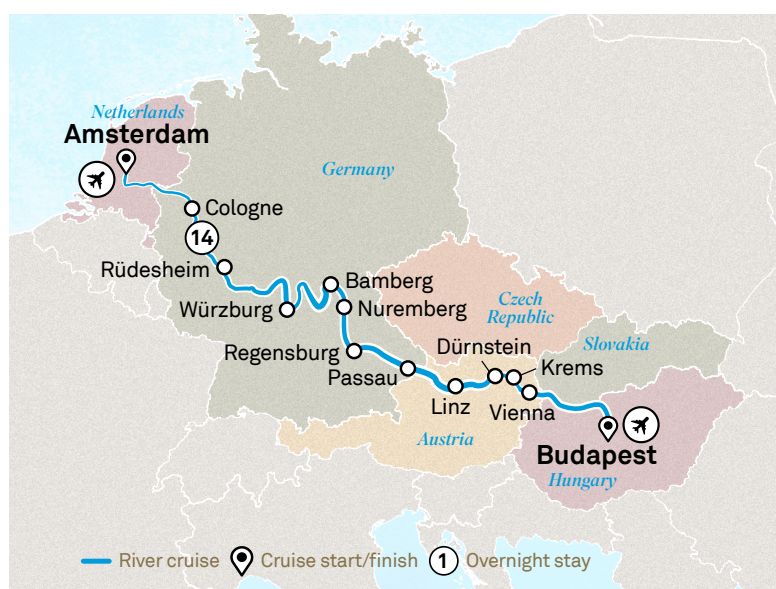 Netherlands
Amsterdam
Germany
Cologne
14
Rüdesheim
Bamberg
Würzburg
Nuremberg
Czech
Republic
Regensburg
Dürnstein
Slovakia
Passau
Krems
Linz
Vienna
Austria
Budapest
Hungary
River cruise
Cruise start/finish
1
Overnight stay